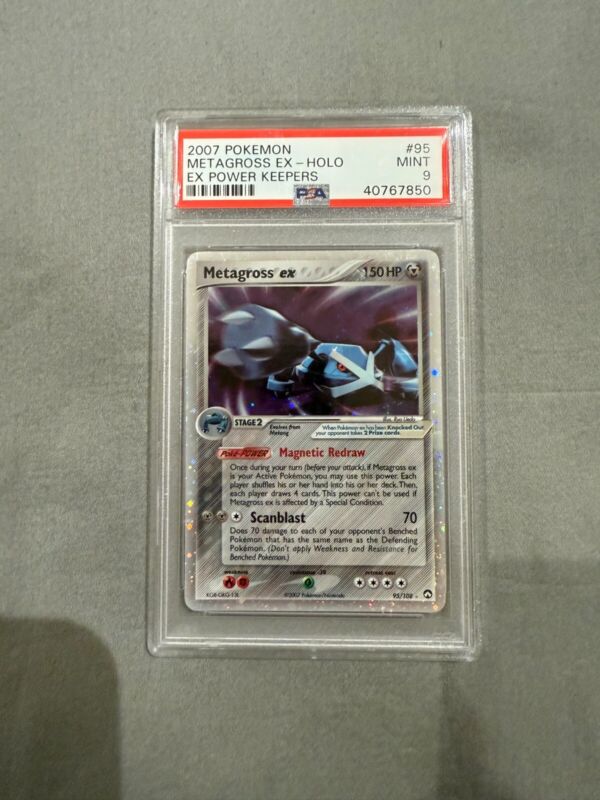 2007 POKEMON #95
METAGROSS EX - HOLO MINT
EX POWER KEEPERS 9
PSA 40767850
Metagross ex 150 HP
STAGE 2
Evolves from
Metang
When Pokémon-ex has been Knocked Out,
your opponent takes 2 Prize cards.
POKé-POWER Magnetic Redraw
Once during your turn (before your attack), if Metagross ex
is your Active Pokémon, you may use this power. Each
player shuffles his or her hand into his or her deck. Then,
each player draws 4 cards. This power can't be used if
Metagross ex is affected by a Special Condition.
Scanblast 70
Does 70 damage to each of your opponent's Benched
Pokémon that has the same name as the Defending
Pokémon. (Don't apply Weakness and Resistance for
Benched Pokémon.)
weakness resistance -30 retreat cost
©2007 Pokémon/Nintendo 95/108